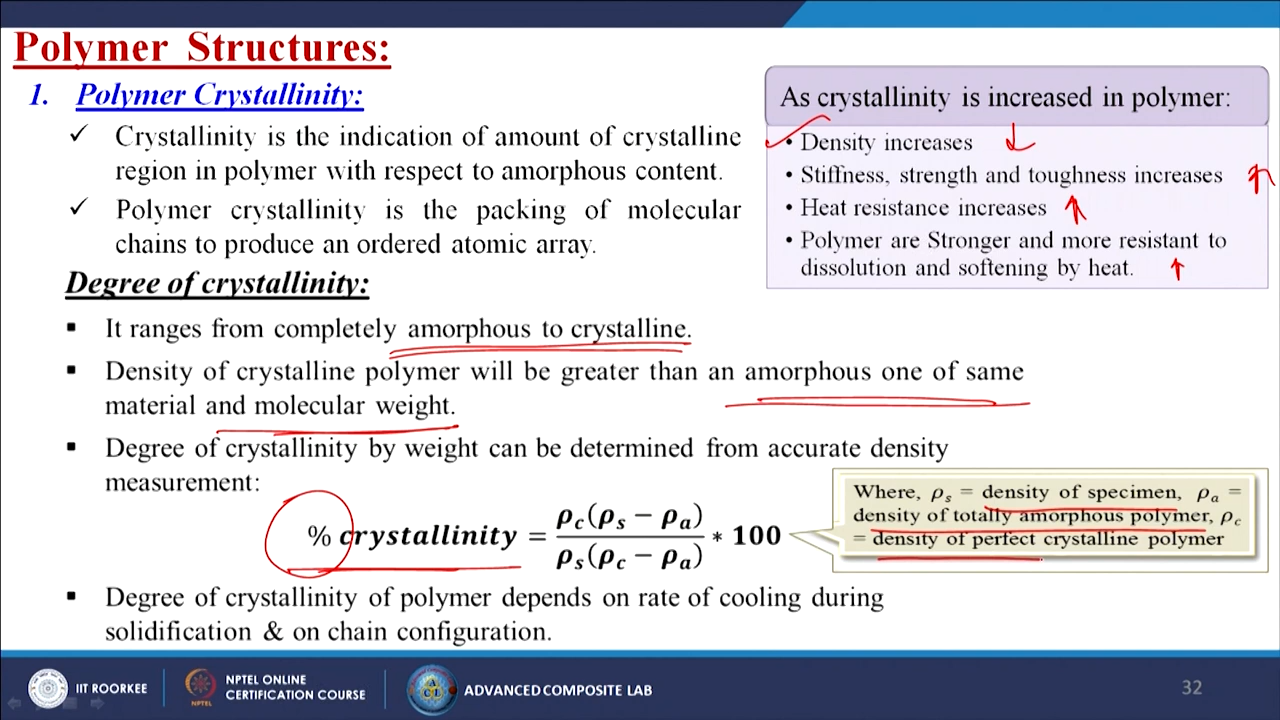 Polymer Structures:
1. Polymer Crystallinity:
✓ Crystallinity is the indication of amount of crystalline
region in polymer with respect to amorphous content.
✓ Polymer crystallinity is the packing of molecular
chains to produce an ordered atomic array.
As crystallinity is increased in polymer:
• Density increases
• Stiffness, strength and toughness increases
• Heat resistance increases
• Polymer are Stronger and more resistant to
dissolution and softening by heat.
Degree of crystallinity:
▪ It ranges from completely amorphous to crystalline.
▪ Density of crystalline polymer will be greater than an amorphous one of same
material and molecular weight.
▪ Degree of crystallinity by weight can be determined from accurate density
measurement:
% crystallinity = ρc(ρs − ρa) / ρs(ρc − ρa) * 100
Where, ρs = density of specimen, ρa =
density of totally amorphous polymer, ρc
= density of perfect crystalline polymer
▪ Degree of crystallinity of polymer depends on rate of cooling during
solidification & on chain configuration.
IIT ROORKEE
NPTEL ONLINE
CERTIFICATION COURSE
NPTEL
ADVANCED COMPOSITE LAB
32